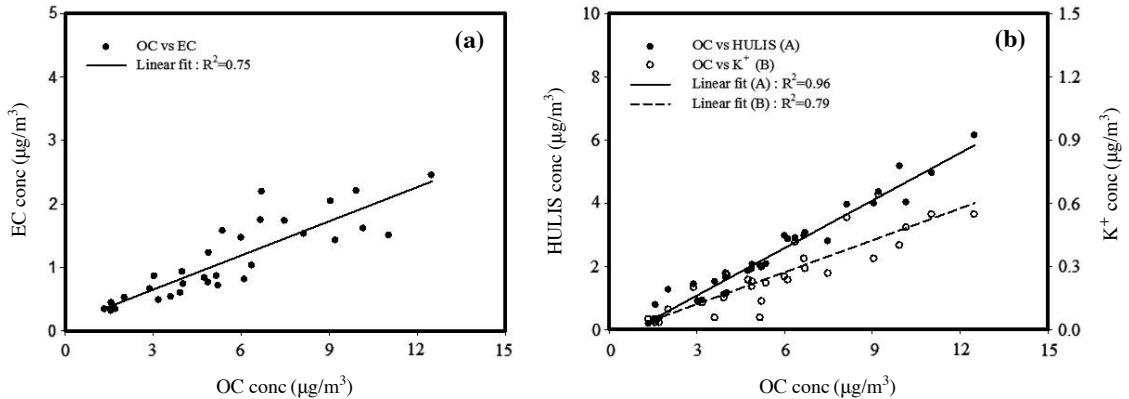 (a)
OC vs EC
Linear fit : R²=0.75
5
4
3
2
1
0
EC conc (μg/m³)
0 3 6 9 12 15
OC conc (μg/m³)
(b)
OC vs HULIS (A)
OC vs K⁺ (B)
Linear fit (A) : R²=0.96
Linear fit (B) : R²=0.79
10
8
6
4
2
0
HULIS conc (μg/m³)
1.5
1.2
0.9
0.6
0.3
0.0
K⁺ conc (μg/m³)
0 3 6 9 12 15
OC conc (μg/m³)